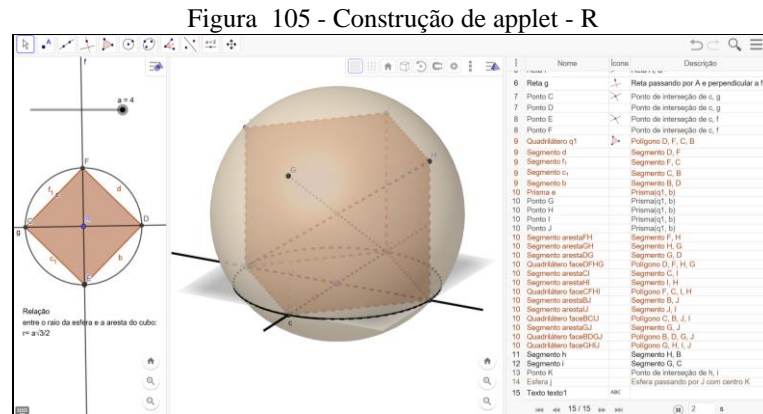 Figura 105 - Construção de applet - R
Nome Ícone Descrição
f
a = 4
6 Reta g Reta passando por A e perpendicular a f
7 Ponto C Ponto de interseção de c, g
7 Ponto D Ponto de interseção de c, g
8 Ponto E Ponto de interseção de c, f
8 Ponto F Ponto de interseção de c, f
9 Quadrilátero q1 Polígono D, F, C, B
9 Segmento d Segmento D, F
9 Segmento f₁ Segmento F, C
9 Segmento c₁ Segmento C, B
9 Segmento b Segmento B, D
10 Prisma e Prisma(q1, b)
10 Ponto G Prisma(q1, b)
10 Ponto H Prisma(q1, b)
10 Ponto I Prisma(q1, b)
10 Ponto J Prisma(q1, b)
10 Segmento arestaFH Segmento F, H
10 Segmento arestaGH Segmento H, G
10 Segmento arestaDG Segmento G, D
10 Quadrilátero faceDFHG Polígono D, F, H, G
10 Segmento arestaCI Segmento C, I
10 Segmento arestaHI Segmento I, H
10 Quadrilátero faceCFHI Polígono F, C, I, H
10 Segmento arestaBJ Segmento B, J
10 Segmento arestaIJ Segmento J, I
10 Quadrilátero faceBCIJ Polígono C, B, J, I
10 Segmento arestaGJ Segmento G, J
10 Quadrilátero faceBDGJ Polígono B, D, G, J
10 Quadrilátero faceGHIJ Polígono G, H, I, J
11 Segmento h Segmento H, B
12 Segmento i Segmento G, C
13 Ponto K Ponto de interseção de h, i
14 Esfera j Esfera passando por J com centro K
15 Texto texto1 ABC
15 / 15 2 s
F
f₁ d
A D
g
c₁ b
E
Relação
entre o raio da esfera e a aresta do cubo:
r= a√3/2
G
H
c